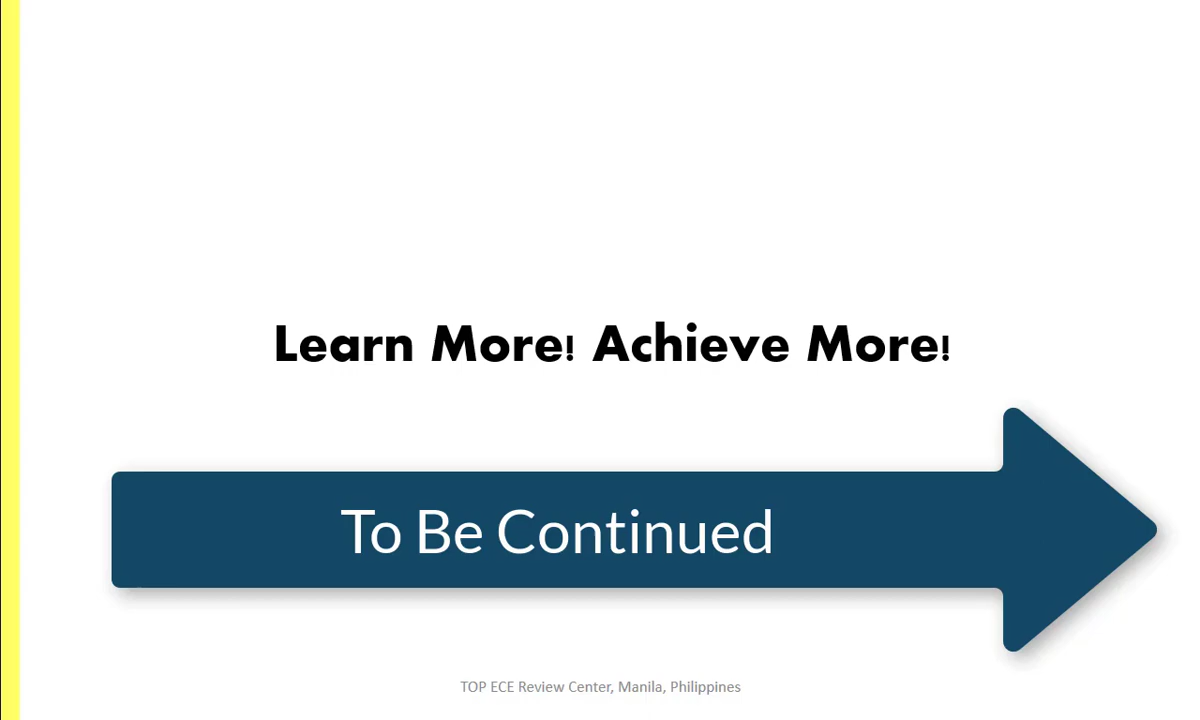 Learn More! Achieve More!
To Be Continued
TOP ECE Review Center, Manila, Philippines